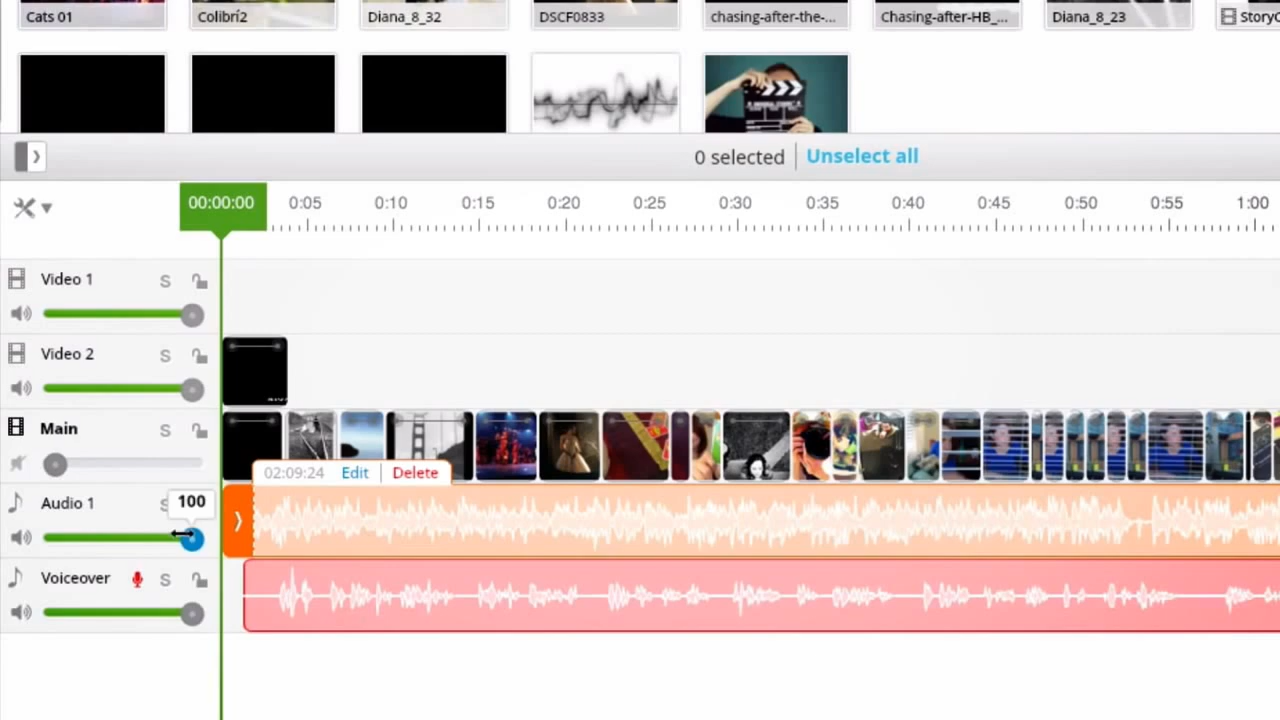 Cats 01
Colibrí2
Diana_8_32
DSCF0833
chasing-after-the-...
Chasing-after-HB_...
Diana_8_23
0 selected
Unselect all
00:00:00
0:05
0:10
0:15
0:20
0:25
0:30
0:35
0:40
0:45
0:50
0:55
1:00
Video 1
S
Video 2
S
Main
S
02:09:24
Edit
Delete
Audio 1
100
Voiceover
S